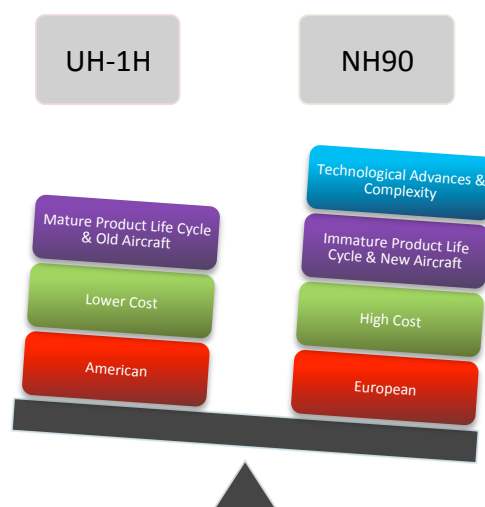 UH-1H
NH90
Technological Advances &
Complexity
Mature Product Life Cycle
& Old Aircraft
Immature Product Life
Cycle & New Aircraft
Lower Cost
High Cost
American
European